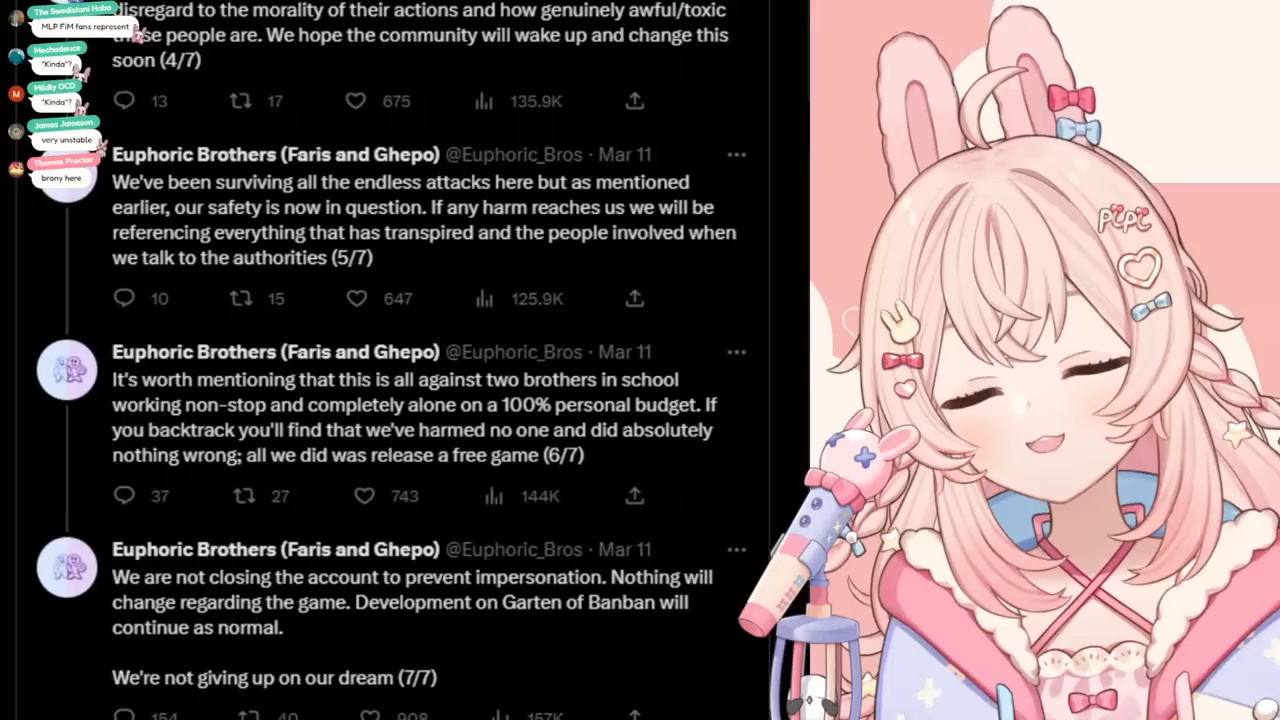 The Swedistani Hobo
MLP FiM fans represent
Mechadeuce
"Kinda"?
Mildly OCD
"Kinda"?
James Jameson
very unstable
Thomas Proctor
brony here
disregard to the morality of their actions and how genuinely awful/toxic
these people are. We hope the community will wake up and change this
soon (4/7)
13 17 675 135.9K
Euphoric Brothers (Faris and Ghepo) @Euphoric_Bros · Mar 11
We've been surviving all the endless attacks here but as mentioned
earlier, our safety is now in question. If any harm reaches us we will be
referencing everything that has transpired and the people involved when
we talk to the authorities (5/7)
10 15 647 125.9K
Euphoric Brothers (Faris and Ghepo) @Euphoric_Bros · Mar 11
It's worth mentioning that this is all against two brothers in school
working non-stop and completely alone on a 100% personal budget. If
you backtrack you'll find that we've harmed no one and did absolutely
nothing wrong; all we did was release a free game (6/7)
37 27 743 144K
Euphoric Brothers (Faris and Ghepo) @Euphoric_Bros · Mar 11
We are not closing the account to prevent impersonation. Nothing will
change regarding the game. Development on Garten of Banban will
continue as normal.
We're not giving up on our dream (7/7)
154 40 908 157K
M
PiPi